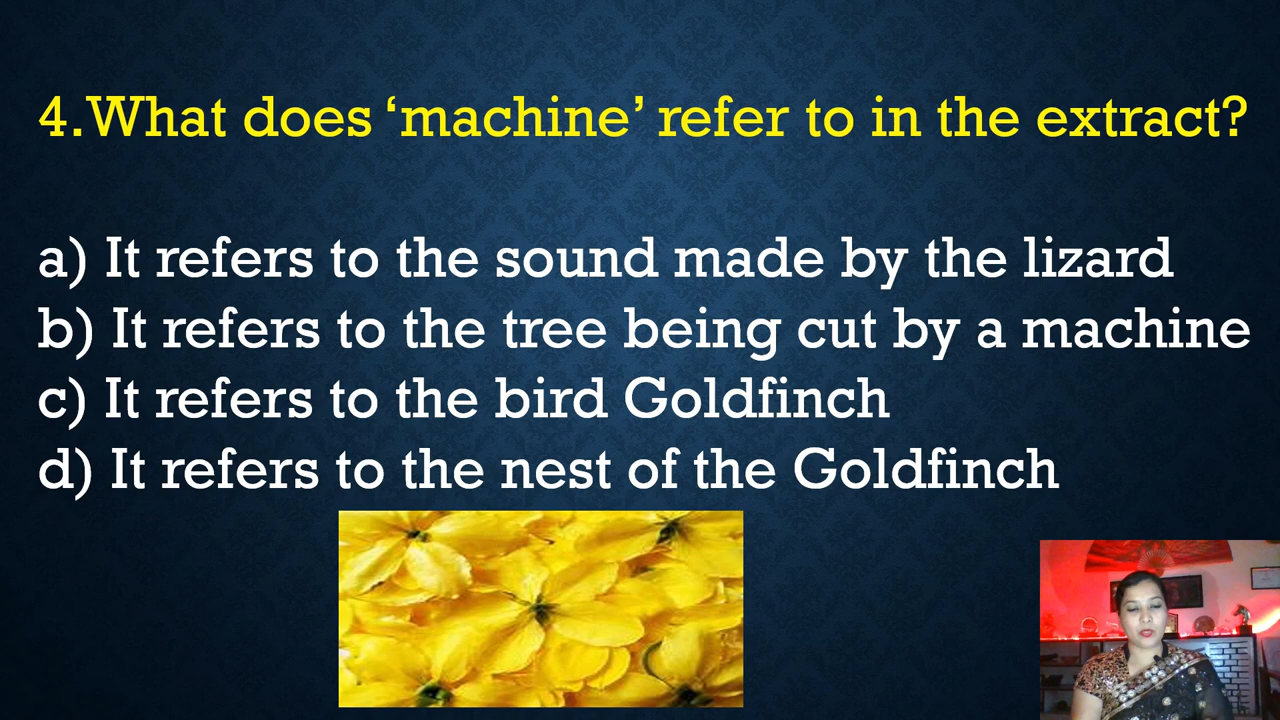 4.What does ‘machine’ refer to in the extract?
a) It refers to the sound made by the lizard
b) It refers to the tree being cut by a machine
c) It refers to the bird Goldfinch
d) It refers to the nest of the Goldfinch